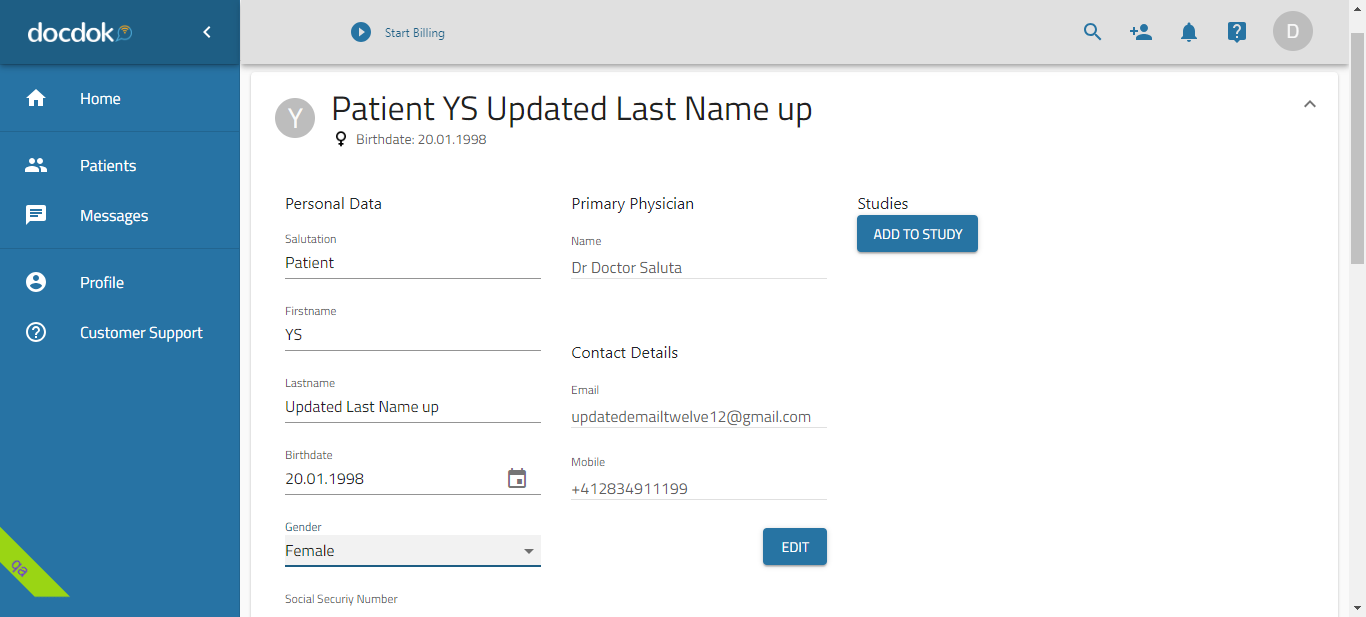 docdok
Start Billing
D
Home
Patients
Messages
Profile
Customer Support
qa
Y
Patient YS Updated Last Name up
Birthdate: 20.01.1998
Personal Data
Salutation
Patient
Firstname
YS
Lastname
Updated Last Name up
Birthdate
20.01.1998
Gender
Female
Social Securiy Number
Primary Physician
Name
Dr Doctor Saluta
Contact Details
Email
updatedemailtwelve12@gmail.com
Mobile
+412834911199
EDIT
Studies
ADD TO STUDY